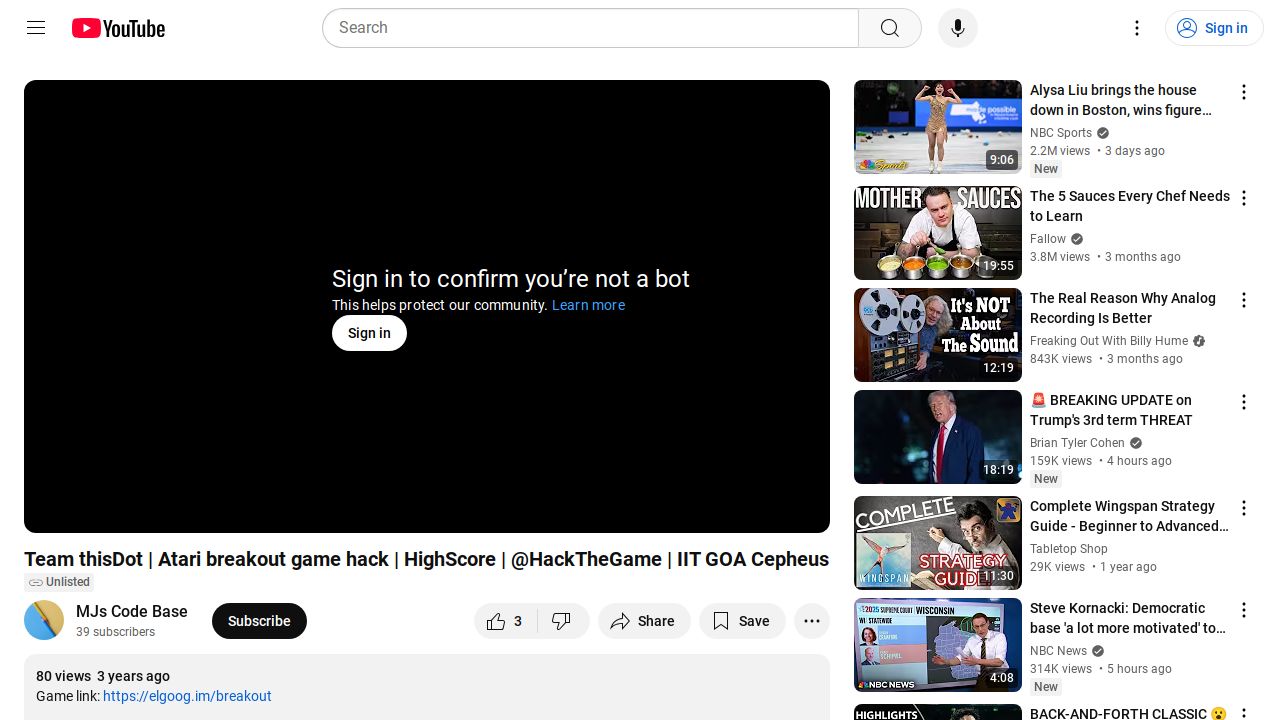 YouTube
Search
Sign in
Sign in to confirm you’re not a bot
This helps protect our community. Learn more
Sign in
Team thisDot | Atari breakout game hack | HighScore | @HackTheGame | IIT GOA Cepheus
Unlisted
MJs Code Base
39 subscribers
Subscribe
3
Share
Save
80 views 3 years ago
Game link: https://elgoog.im/breakout
9:06
Alysa Liu brings the house
down in Boston, wins figure…
NBC Sports
2.2M views • 3 days ago
New
MOTHER SAUCES
19:55
The 5 Sauces Every Chef Needs
to Learn
Fallow
3.8M views • 3 months ago
It's NOT
About
The Sound
12:19
The Real Reason Why Analog
Recording Is Better
Freaking Out With Billy Hume
843K views • 3 months ago
18:19
🚨 BREAKING UPDATE on
Trump's 3rd term THREAT
Brian Tyler Cohen
159K views • 4 hours ago
New
COMPLETE
WINGSPAN
STRATEGY
GUIDE
11:30
Complete Wingspan Strategy
Guide - Beginner to Advanced…
Tabletop Shop
29K views • 1 year ago
2025 SUPREME COURT WISCONSIN
STATEWIDE
NBC NEWS
4:08
Steve Kornacki: Democratic
base 'a lot more motivated' to…
NBC News
314K views • 5 hours ago
New
HIGHLIGHTS
BACK-AND-FORTH CLASSIC 😮